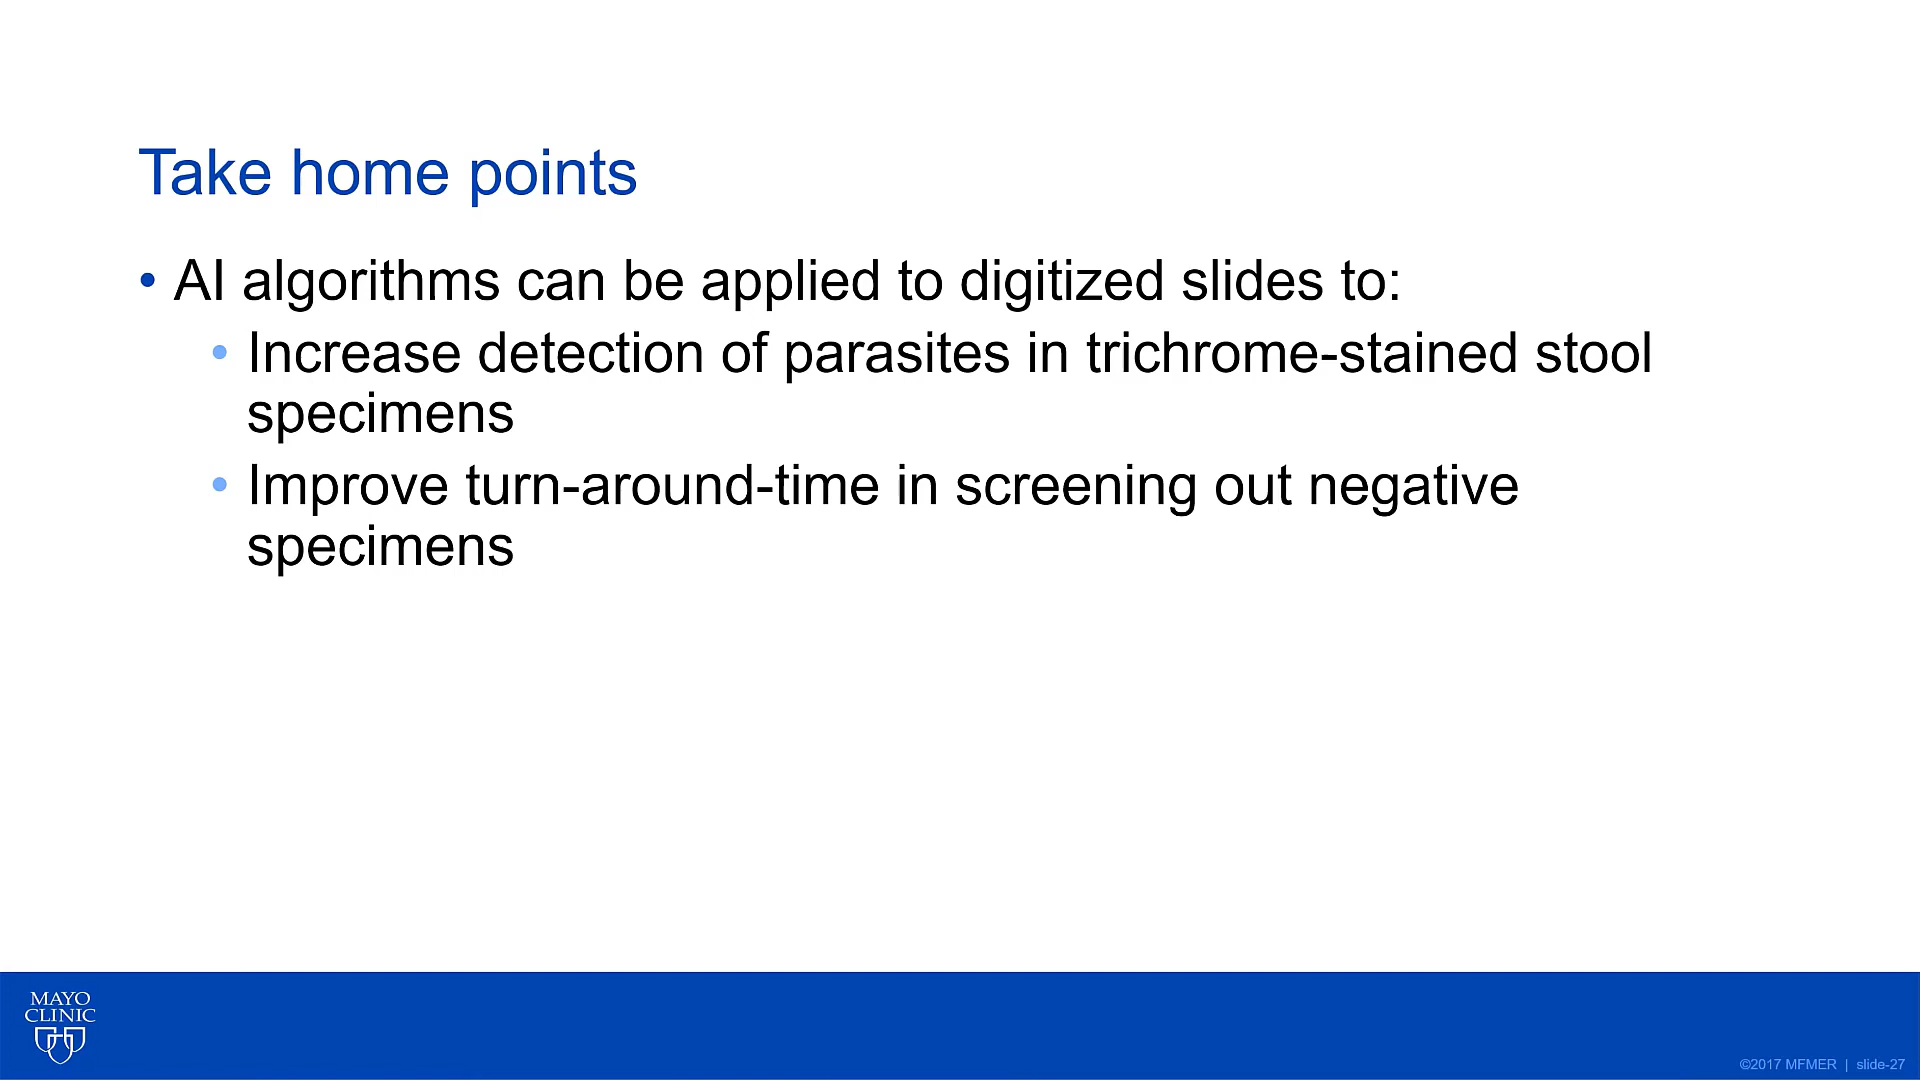 Take home points
• AI algorithms can be applied to digitized slides to:
• Increase detection of parasites in trichrome-stained stool
specimens
• Improve turn-around-time in screening out negative
specimens
MAYO
CLINIC
©2017 MFMER | slide-27